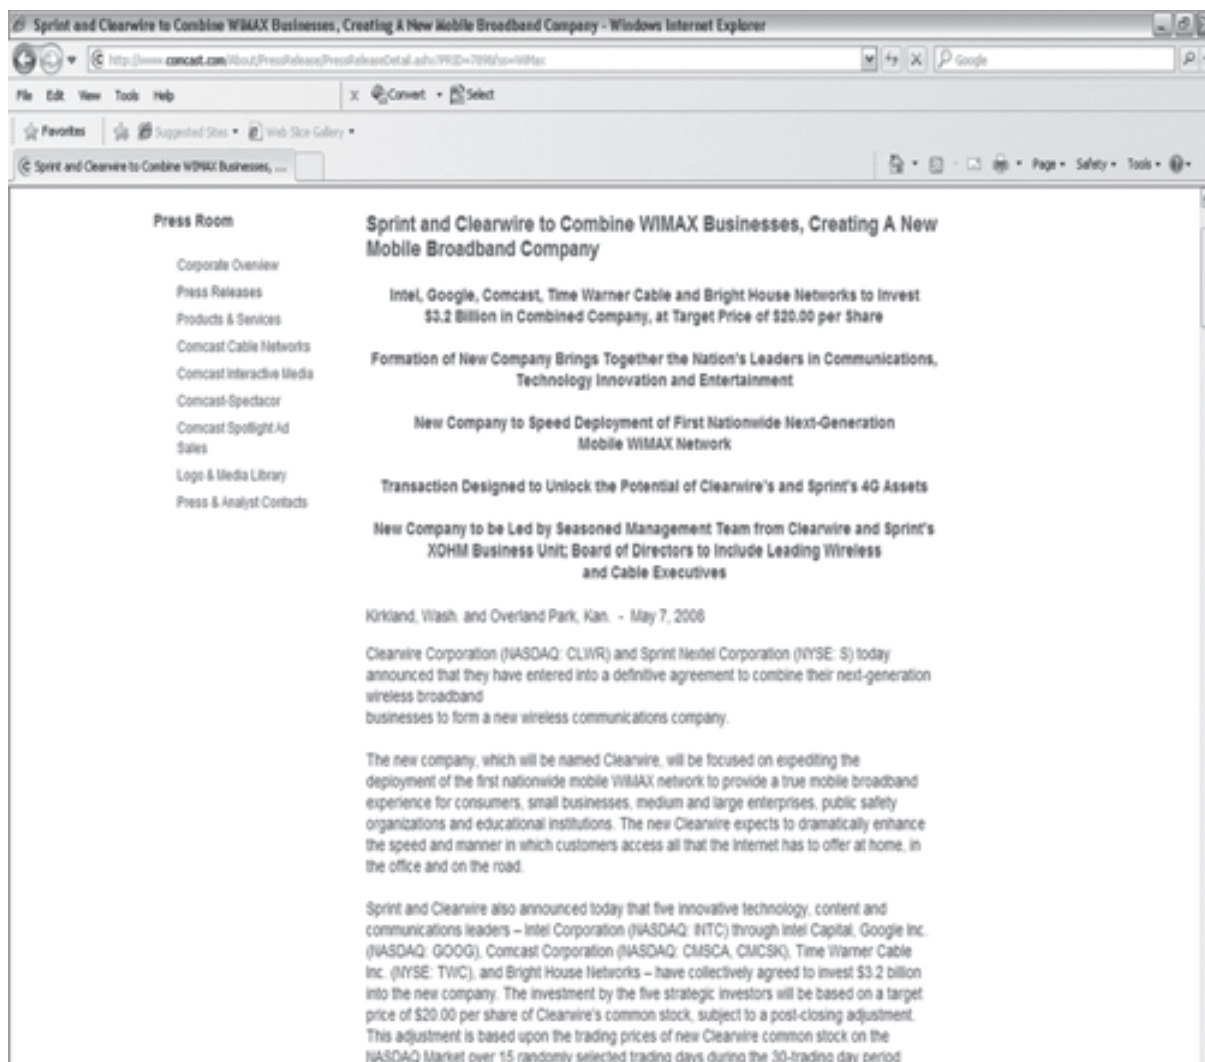 Sprint and Clearwire to Combine WiMAX Businesses, Creating A New Mobile Broadband Company - Windows Internet Explorer
http://www.comcast.com/About/PressRelease/PressReleaseDetail.ashx?PRID=
Google
File Edit View Tools Help
x Convert Select
Favorites Suggested Sites Web Slice Gallery
Sprint and Clearwire to Combine WiMAX Businesses, ...
Page Safety Tools
Press Room
Corporate Overview
Press Releases
Products & Services
Comcast Cable Networks
Comcast Interactive Media
Comcast-Spectacor
Comcast Spotlight Ad
Sales
Logo & Media Library
Press & Analyst Contacts
Sprint and Clearwire to Combine WiMAX Businesses, Creating A New
Mobile Broadband Company
Intel, Google, Comcast, Time Warner Cable and Bright House Networks to Invest
$3.2 Billion in Combined Company, at Target Price of $20.00 per Share
Formation of New Company Brings Together the Nation's Leaders in Communications,
Technology Innovation and Entertainment
New Company to Speed Deployment of First Nationwide Next-Generation
Mobile WiMAX Network
Transaction Designed to Unlock the Potential of Clearwire's and Sprint's 4G Assets
New Company to be Led by Seasoned Management Team from Clearwire and Sprint's
XOHM Business Unit; Board of Directors to Include Leading Wireless
and Cable Executives
Kirkland, Wash. and Overland Park, Kan. - May 7, 2008
Clearwire Corporation (NASDAQ: CLWR) and Sprint Nextel Corporation (NYSE: S) today
announced that they have entered into a definitive agreement to combine their next-generation
wireless broadband
businesses to form a new wireless communications company.
The new company, which will be named Clearwire, will be focused on expediting the
deployment of the first nationwide mobile WiMAX network to provide a true mobile broadband
experience for consumers, small businesses, medium and large enterprises, public safety
organizations and educational institutions. The new Clearwire expects to dramatically enhance
the speed and manner in which customers access all that the Internet has to offer at home, in
the office and on the road.
Sprint and Clearwire also announced today that five innovative technology, content and
communications leaders – Intel Corporation (NASDAQ: INTC) through Intel Capital, Google Inc.
(NASDAQ: GOOG), Comcast Corporation (NASDAQ: CMSCA, CMCSK), Time Warner Cable
Inc. (NYSE: TWC), and Bright House Networks – have collectively agreed to invest $3.2 billion
into the new company. The investment by the five strategic investors will be based on a target
price of $20.00 per share of Clearwire's common stock, subject to a post-closing adjustment.
This adjustment is based upon the trading prices of new Clearwire common stock on the
NASDAQ Market over 15 randomly selected trading days during the 30-trading day period